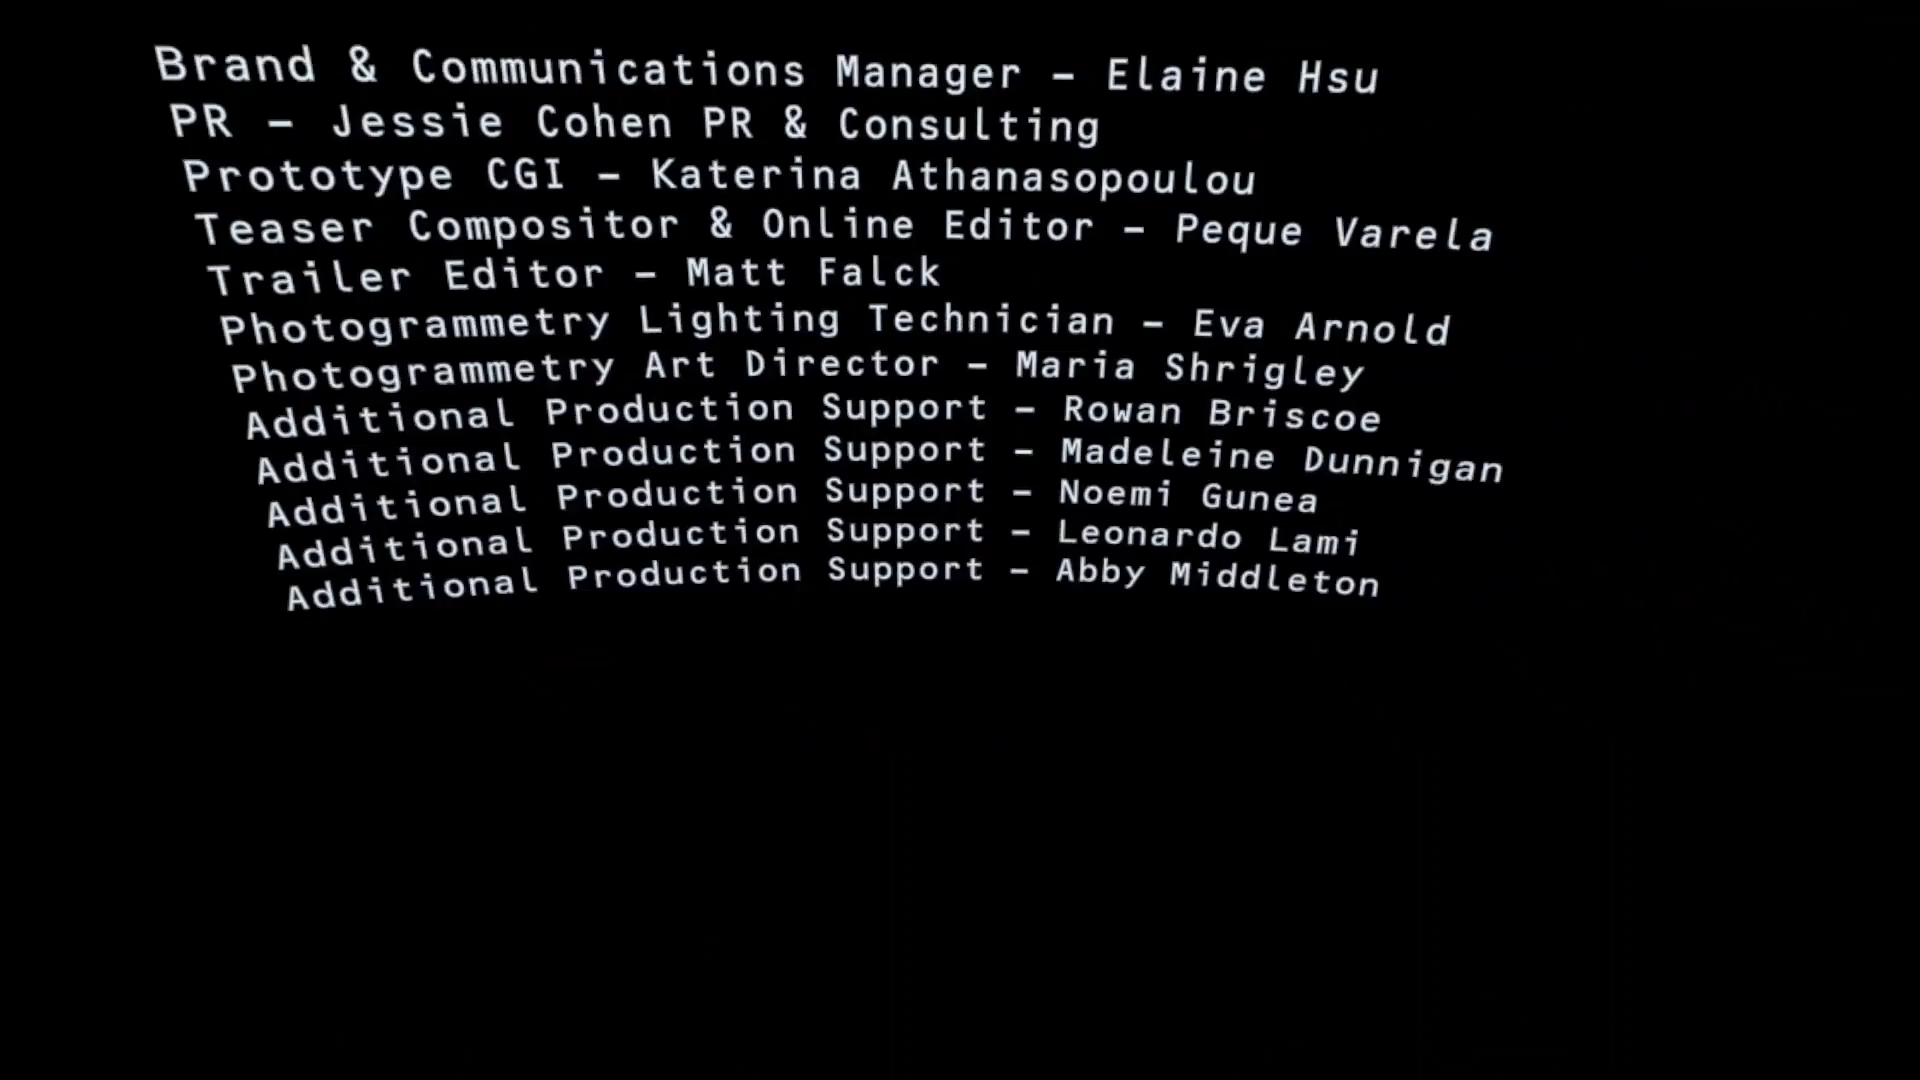 Brand & Communications Manager – Elaine Hsu
PR – Jessie Cohen PR & Consulting
Prototype CGI – Katerina Athanasopoulou
Teaser Compositor & Online Editor – Peque Varela
Trailer Editor – Matt Falck
Photogrammetry Lighting Technician – Eva Arnold
Photogrammetry Art Director – Maria Shrigley
Additional Production Support – Rowan Briscoe
Additional Production Support – Madeleine Dunnigan
Additional Production Support – Noemi Gunea
Additional Production Support – Leonardo Lami
Additional Production Support – Abby Middleton